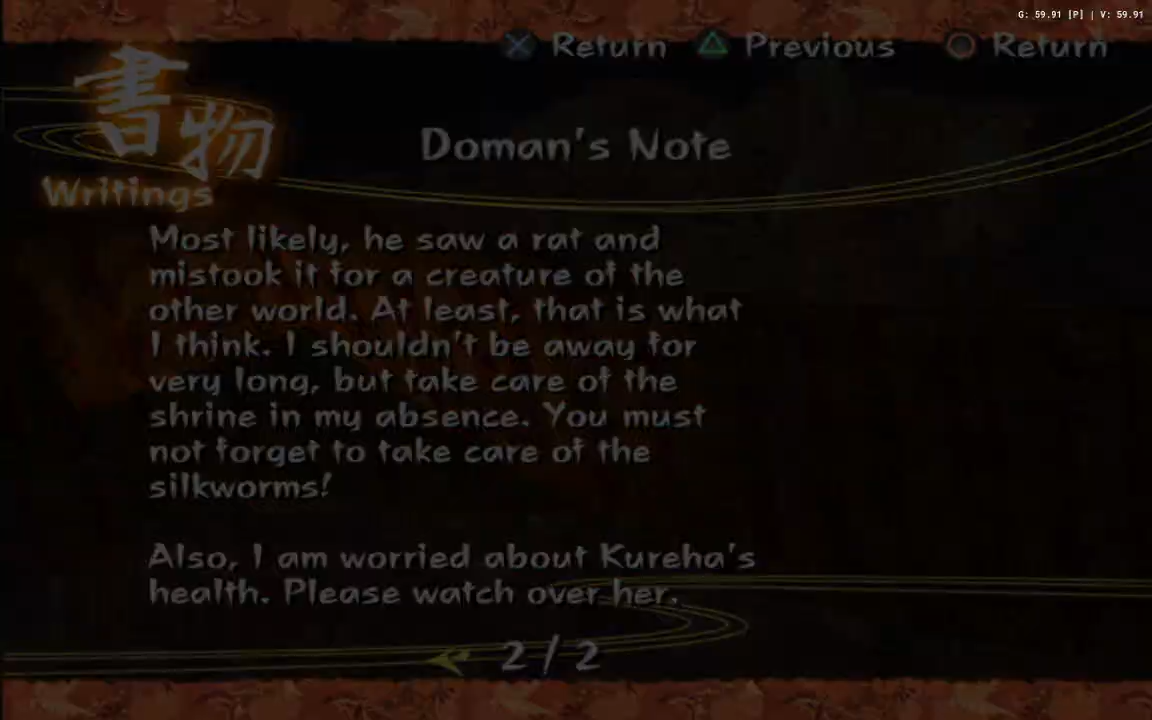 G: 59.91 [P] | V: 59.91
Return Previous Return
書物
Writings
Doman's Note
Most likely, he saw a rat and
mistook it for a creature of the
other world. At least, that is what
I think. I shouldn't be away for
very long, but take care of the
shrine in my absence. You must
not forget to take care of the
silkworms!
Also, I am worried about Kureha's
health. Please watch over her.
2/2